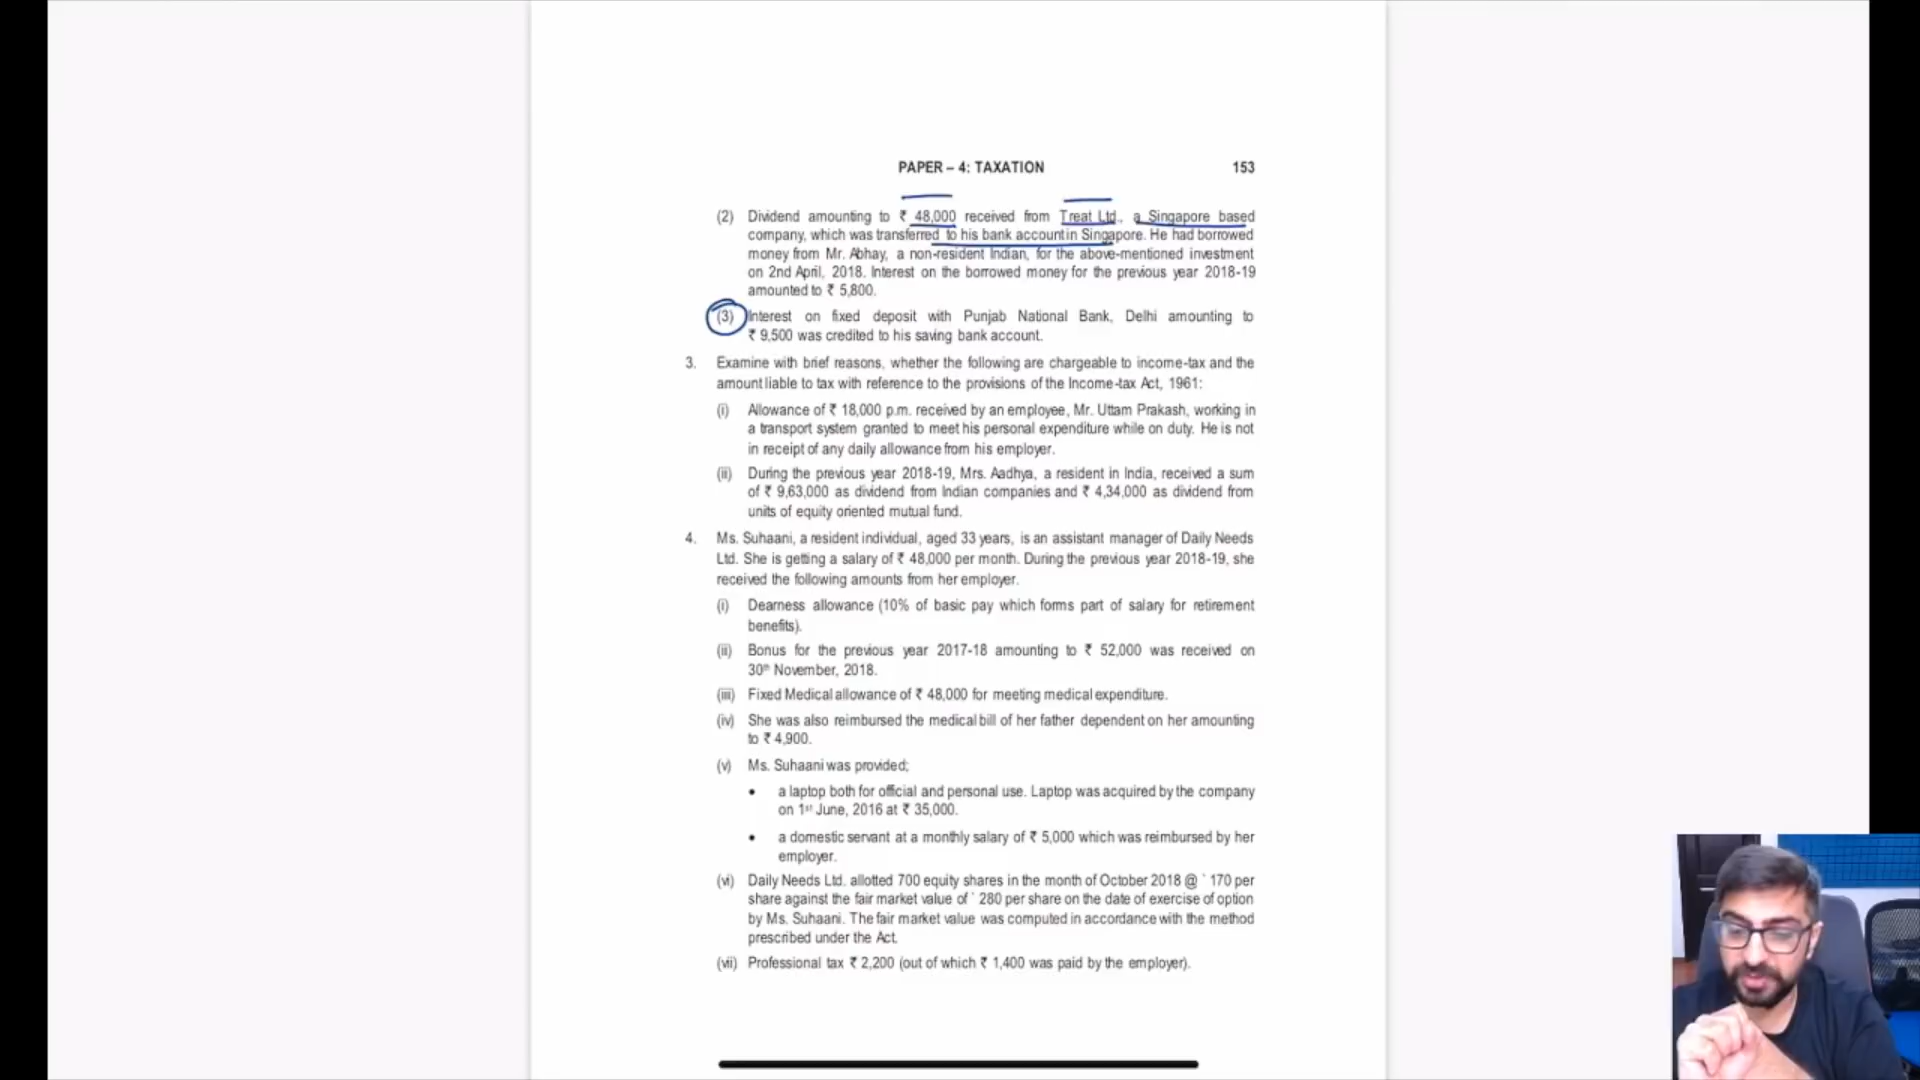 PAPER – 4: TAXATION 153
(2) Dividend amounting to ₹ 48,000 received from Treat Ltd., a Singapore based
company, which was transferred to his bank accountin Singapore. He had borrowed
money from Mr. Abhay, a non-resident Indian, for the above-mentioned investment
on 2nd April, 2018. Interest on the borrowed money for the previous year 2018-19
amounted to ₹ 5,800.
(3) Interest on fixed deposit with Punjab National Bank, Delhi amounting to
₹ 9,500 was credited to his saving bank account.
3. Examine with brief reasons, whether the following are chargeable to income-tax and the
amount liable to tax with reference to the provisions of the Income-tax Act, 1961:
(i) Allowance of ₹ 18,000 p.m. received by an employee, Mr. Uttam Prakash, working in
a transport system granted to meet his personal expenditure while on duty. He is not
in receipt of any daily allowance from his employer.
(ii) During the previous year 2018-19, Mrs. Aadhya, a resident in India, received a sum
of ₹ 9,63,000 as dividend from Indian companies and ₹ 4,34,000 as dividend from
units of equity oriented mutual fund.
4. Ms. Suhaani, a resident individual, aged 33 years, is an assistant manager of Daily Needs
Ltd. She is getting a salary of ₹ 48,000 per month. During the previous year 2018-19, she
received the following amounts from her employer.
(i) Dearness allowance (10% of basic pay which forms part of salary for retirement
benefits).
(ii) Bonus for the previous year 2017-18 amounting to ₹ 52,000 was received on
30th November, 2018.
(iii) Fixed Medical allowance of ₹ 48,000 for meeting medical expenditure.
(iv) She was also reimbursed the medical bill of her father dependent on her amounting
to ₹ 4,900.
(v) Ms. Suhaani was provided;
• a laptop both for official and personal use. Laptop was acquired by the company
on 1st June, 2016 at ₹ 35,000.
• a domestic servant at a monthly salary of ₹ 5,000 which was reimbursed by her
employer.
(vi) Daily Needs Ltd. allotted 700 equity shares in the month of October 2018 @ ` 170 per
share against the fair market value of ` 280 per share on the date of exercise of option
by Ms. Suhaani. The fair market value was computed in accordance with the method
prescribed under the Act.
(vii) Professional tax ₹ 2,200 (out of which ₹ 1,400 was paid by the employer).